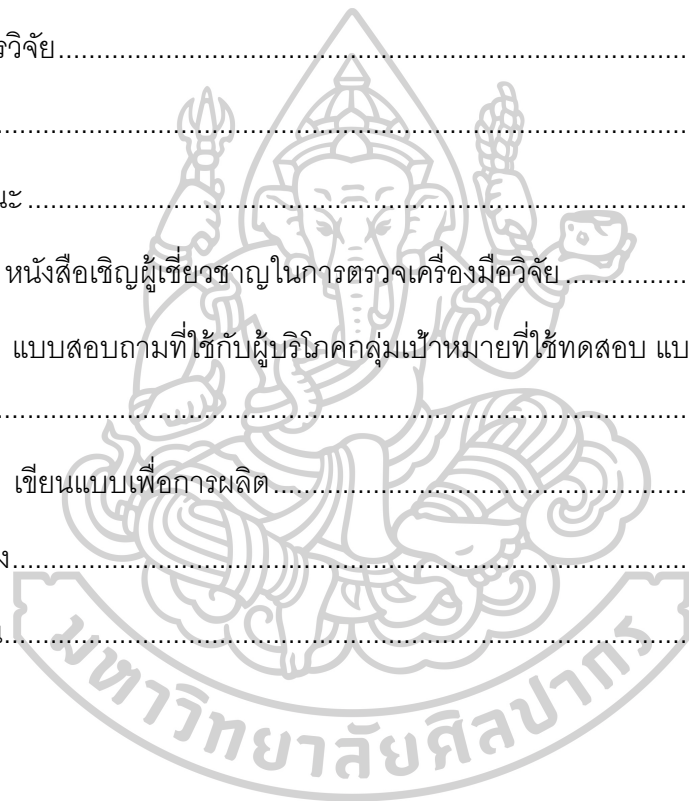 รวิจัย................................................................................
................................................................................
นะ................................................................................
หนังสือเชิญผู้เชี่ยวชาญในการตรวจเครื่องมือวิจัย................
แบบสอบถามที่ใช้กับผู้บริโภคกลุ่มเป้าหมายที่ใช้ทดสอบ แบ
................................................................................
เขียนแบบเพื่อการผลิต................................................
ง................................................................................
................................................................................
มหาวิทยาลัยศิลปากร